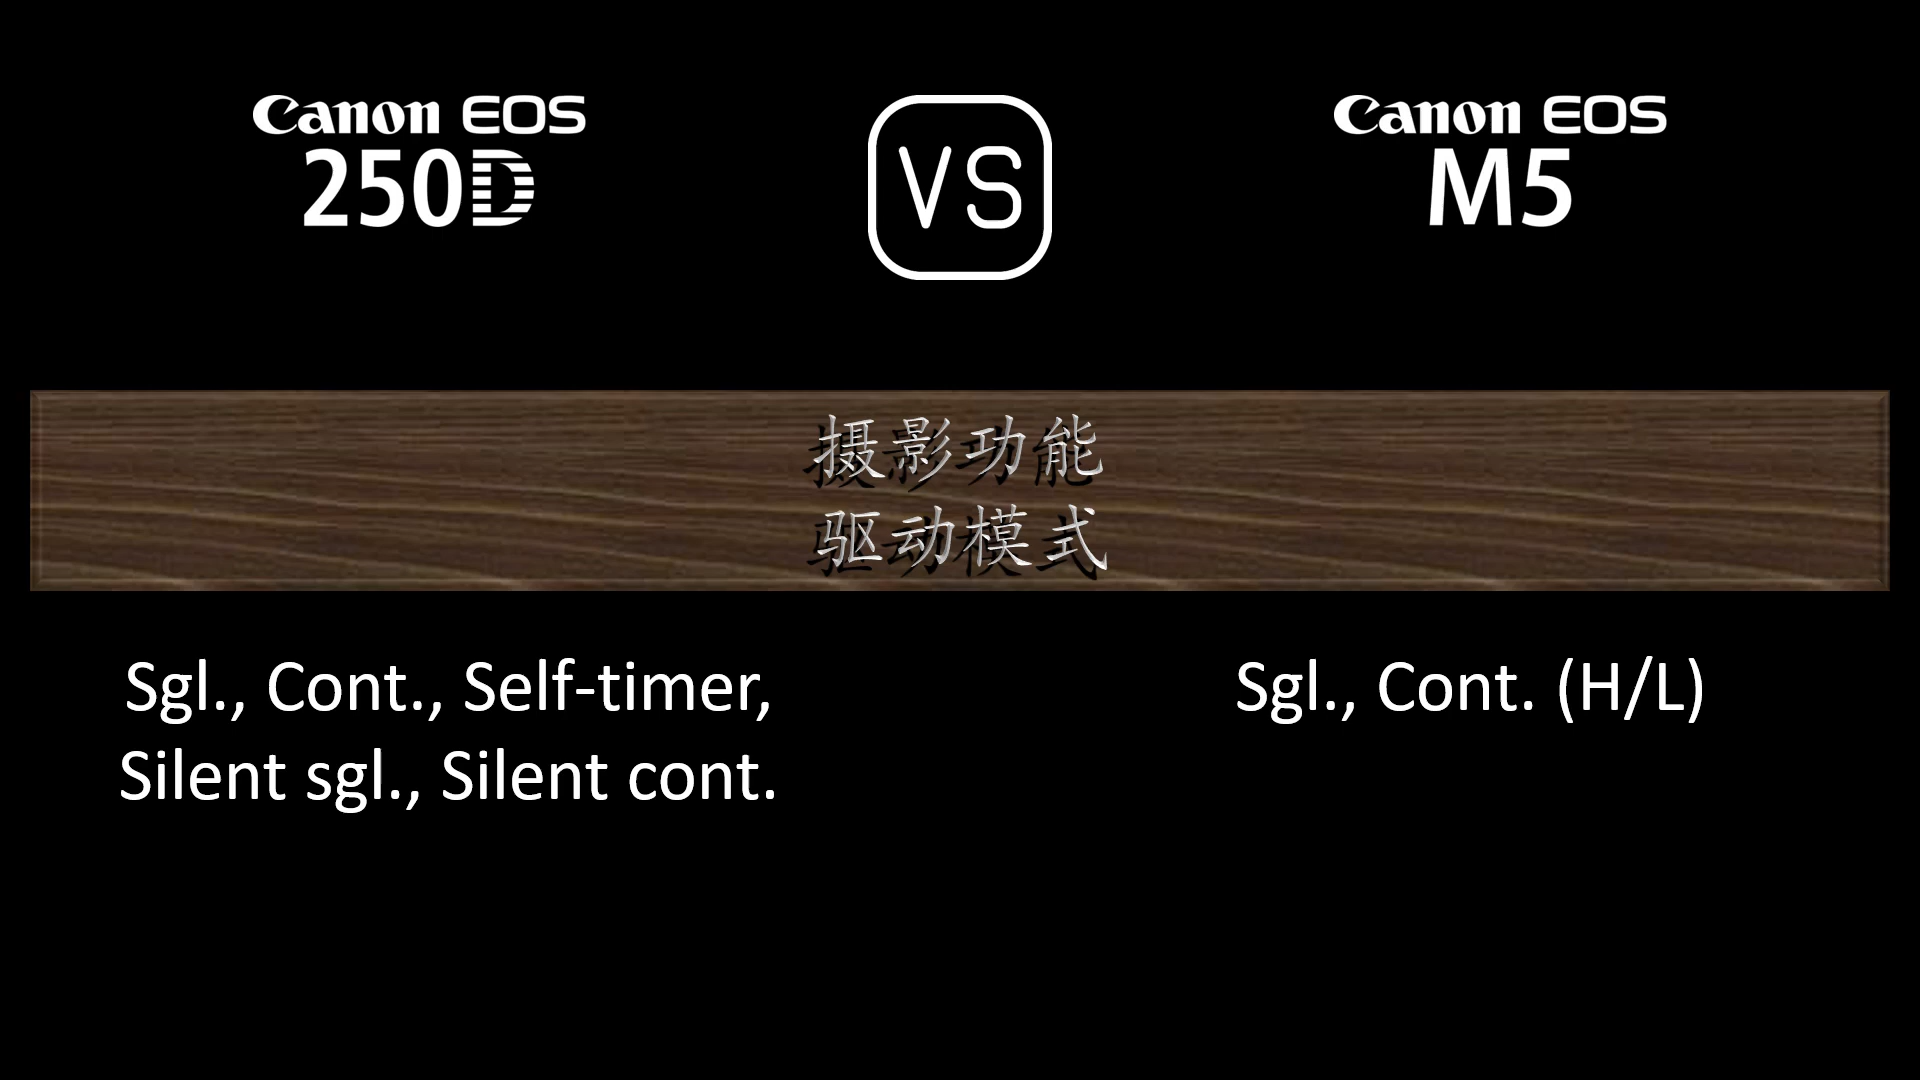 Canon EOS
250D
VS
Canon EOS
M5
摄影功能
驱动模式
Sgl., Cont., Self-timer,
Silent sgl., Silent cont.
Sgl., Cont. (H/L)